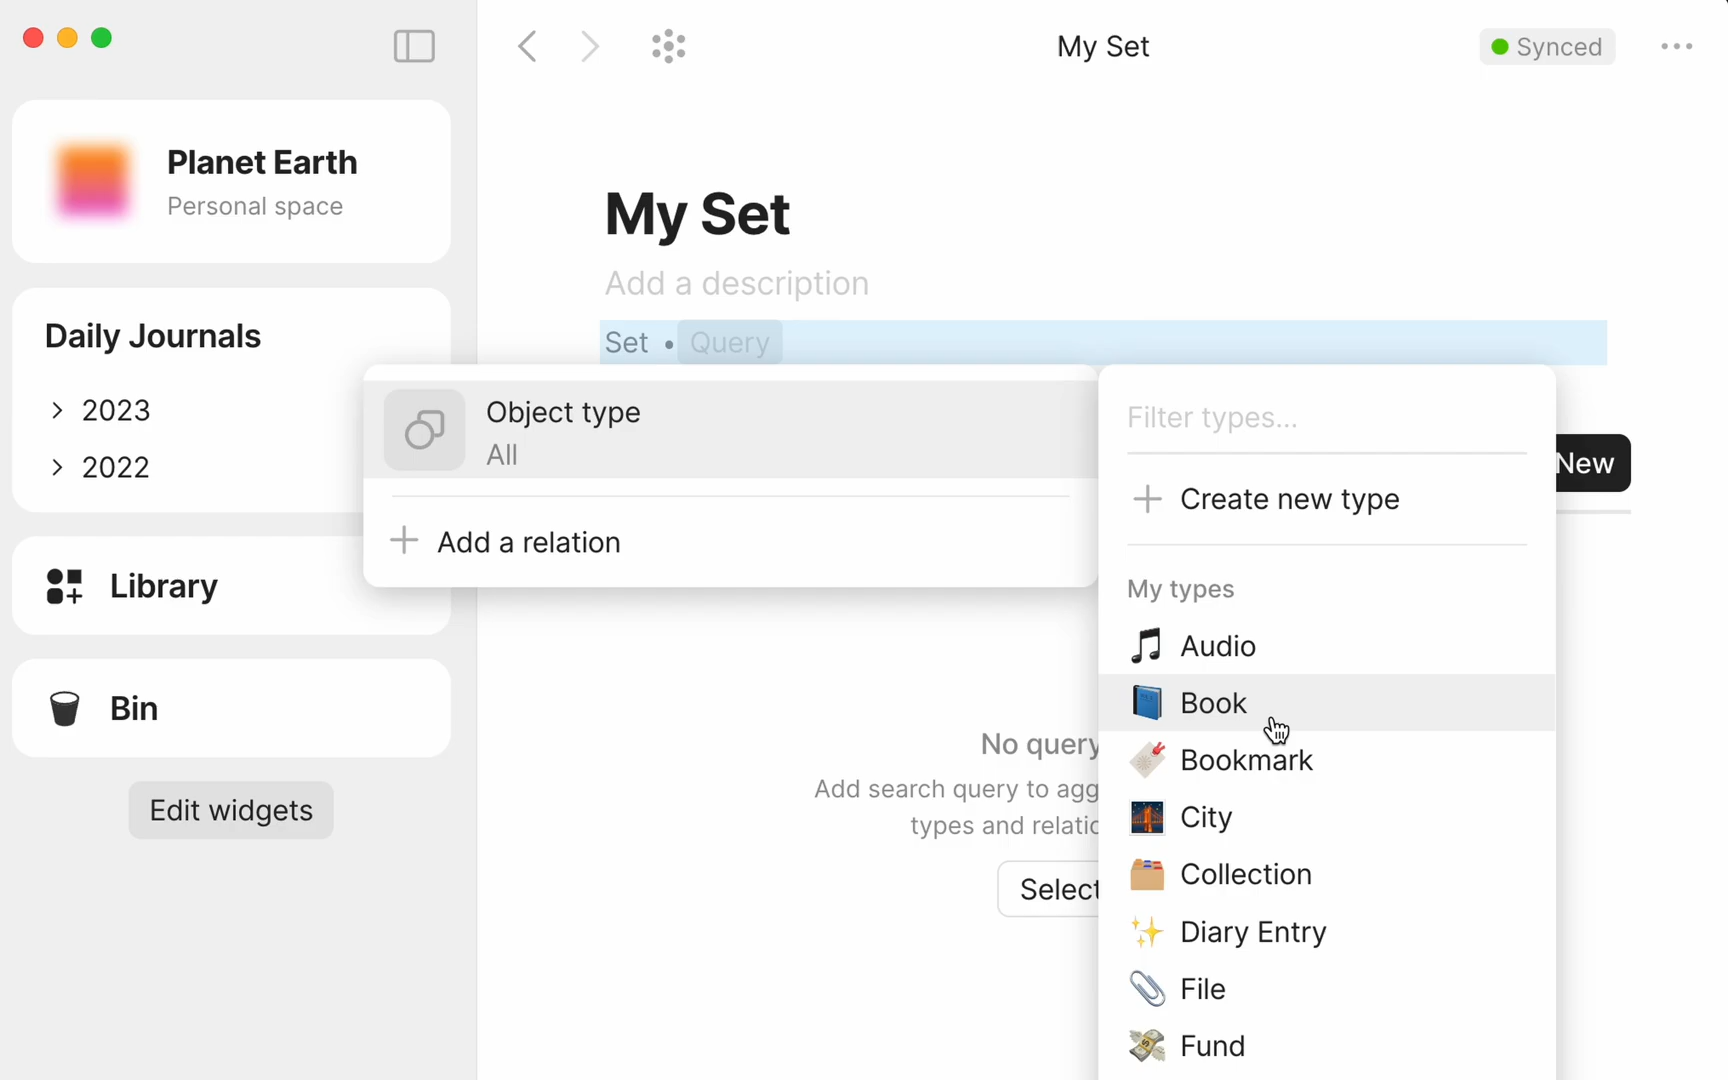 My Set
Synced
Planet Earth
Personal space
Daily Journals
2023
2022
Library
Bin
Edit widgets
My Set
Add a description
Set • Query
Object type
All
Add a relation
Filter types...
Create new type
My types
Audio
Book
Bookmark
City
Collection
Diary Entry
File
Fund
New
No query
Add search query to
types and
Select